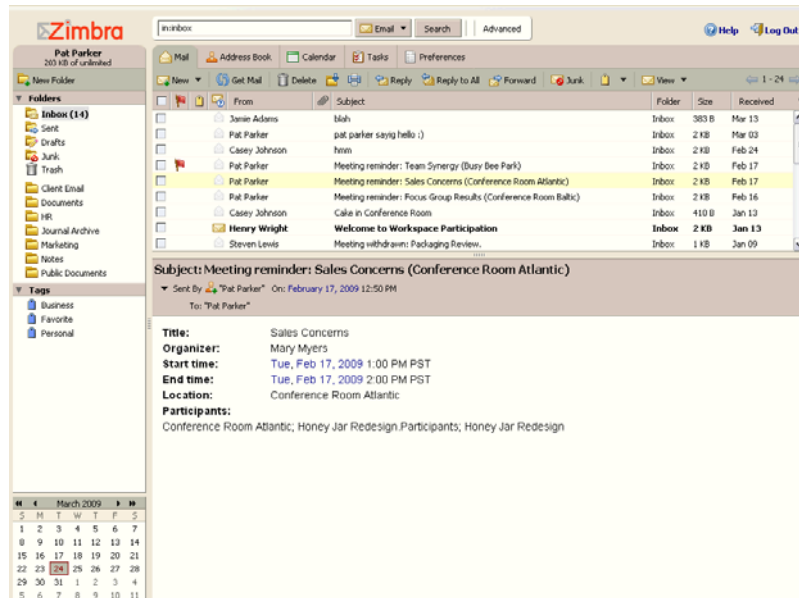 Zimbra
in:inbox
Email
Search
Advanced
Help
Log Out
Pat Parker
203 KB of unlimited
Mail
Address Book
Calendar
Tasks
Preferences
New Folder
New
Get Mail
Delete
Reply
Reply to All
Forward
Junk
View
1 - 24
Folders
Inbox (14)
Sent
Drafts
Junk
Trash
Client Email
Documents
HR
Journal Archive
Marketing
Notes
Public Documents
Tags
Business
Favorite
Personal
From Subject Folder Size Received
Jamie Adams blah Inbox 383 B Mar 13
Pat Parker pat parker sayig hello :) Inbox 2 KB Mar 03
Casey Johnson hmm Inbox 2 KB Feb 24
Pat Parker Meeting reminder: Team Synergy (Busy Bee Park) Inbox 2 KB Feb 17
Pat Parker Meeting reminder: Sales Concerns (Conference Room Atlantic) Inbox 2 KB Feb 17
Pat Parker Meeting reminder: Focus Group Results (Conference Room Baltic) Inbox 2 KB Feb 16
Casey Johnson Cake in Conference Room Inbox 410 B Jan 13
Henry Wright Welcome to Workspace Participation Inbox 2 KB Jan 13
Steven Lewis Meeting withdrawn: Packaging Review. Inbox 1 KB Jan 09
Subject: Meeting reminder: Sales Concerns (Conference Room Atlantic)
Sent By "Pat Parker" On: February 17, 2009 12:50 PM
To: "Pat Parker"
Title: Sales Concerns
Organizer: Mary Myers
Start time: Tue, Feb 17, 2009 1:00 PM PST
End time: Tue, Feb 17, 2009 2:00 PM PST
Location: Conference Room Atlantic
Participants:
Conference Room Atlantic; Honey Jar Redesign.Participants; Honey Jar Redesign
March 2009
S M T W T F S
1 2 3 4 5 6 7
8 9 10 11 12 13 14
15 16 17 18 19 20 21
22 23 24 25 26 27 28
29 30 31 1 2 3 4
5 6 7 8 9 10 11